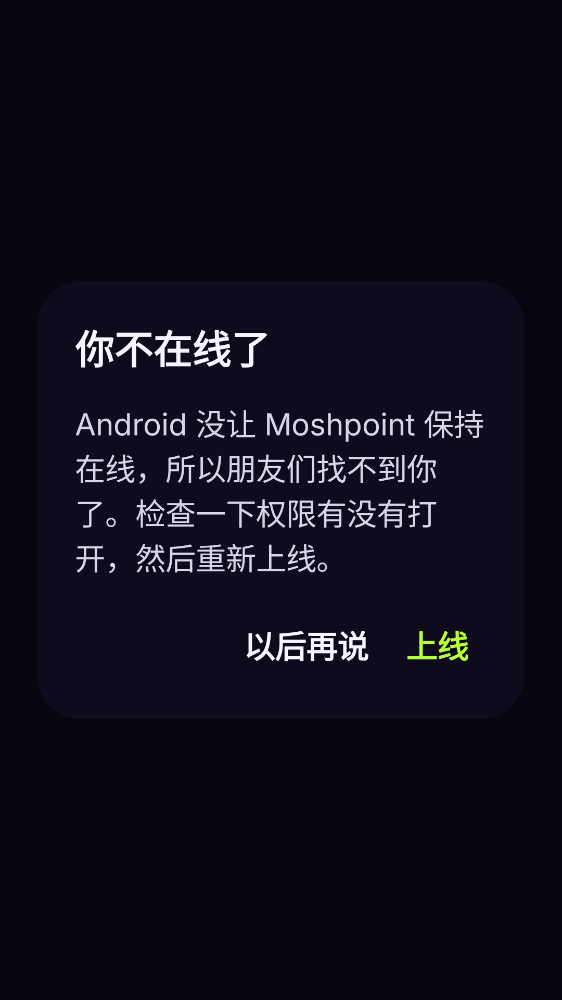 你不在线了
Android 没让 Moshpoint 保持
在线，所以朋友们找不到你
了。检查一下权限有没有打
开，然后重新上线。
以后再说 上线